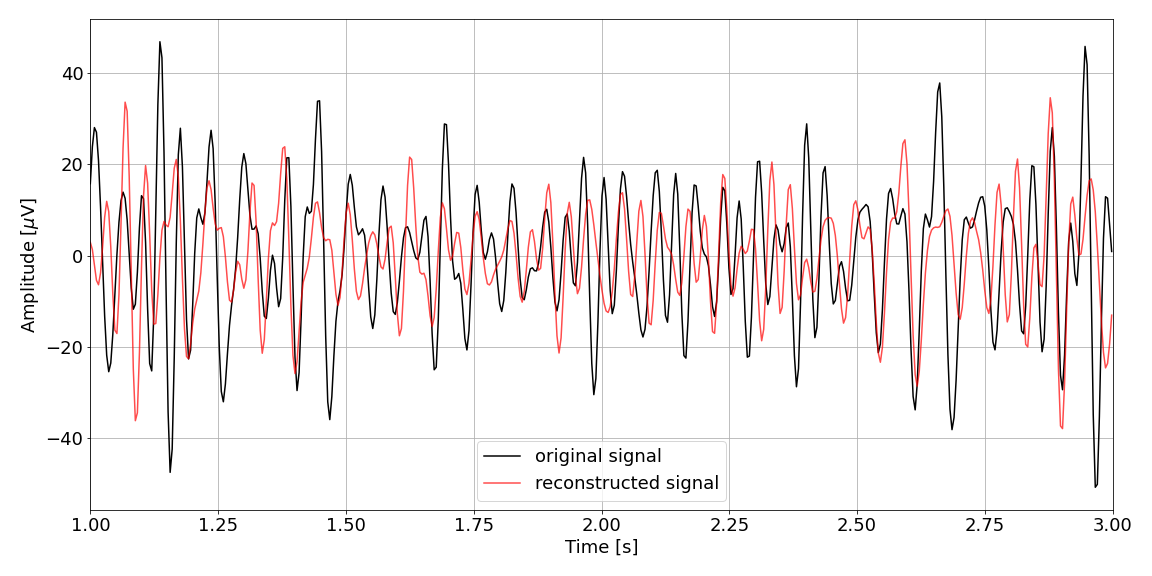 Amplitude [μV]
40
20
0
−20
−40
original signal
reconstructed signal
1.00 1.25 1.50 1.75 2.00 2.25 2.50 2.75 3.00
Time [s]